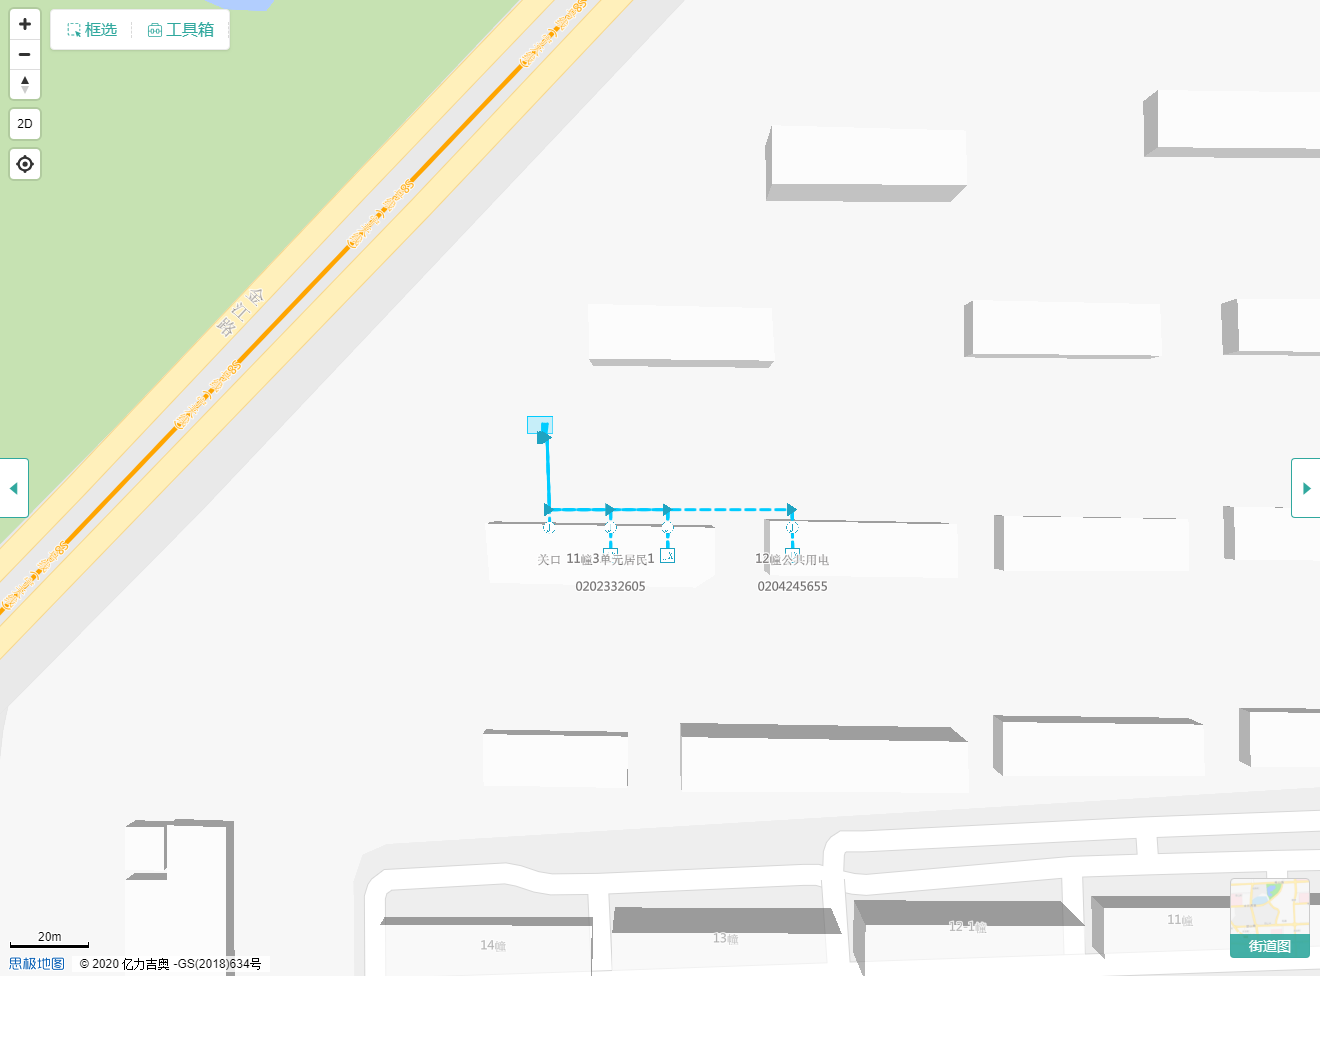 框选
工具箱
2D
金江路
关口 11幢3单元居民1
12幢公共用电
0202332605
0204245655
14幢
13幢
12-1幢
11幢
街道图
20m
思极地图
© 2020 亿力吉奥 -GS(2018)634号